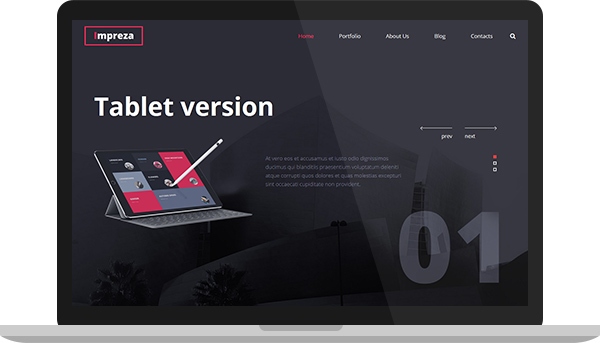 Impreza
Home Portfolio About Us Blog Contacts
Tablet version
prev next
At vero eos et accusamus et iusto odio dignissimos
ducimus qui blanditiis praesentium voluptatum deleniti
atque corrupti quos dolores et quas molestias excepturi
sint occaecati cupiditate non provident.
01